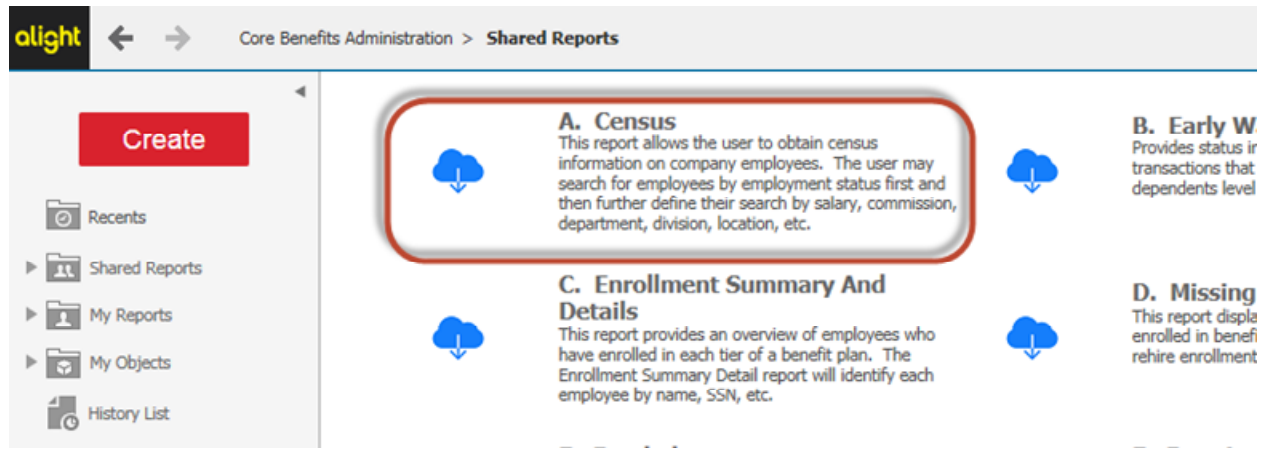 alight
Core Benefits Administration > Shared Reports
Create
Recents
Shared Reports
My Reports
My Objects
History List
A. Census
This report allows the user to obtain census
information on company employees. The user may
search for employees by employment status first and
then further define their search by salary, commission,
department, division, location, etc.
B. Early
Provides status
transactions that
dependents level
C. Enrollment Summary And
Details
This report provides an overview of employees who
have enrolled in each tier of a benefit plan. The
Enrollment Summary Detail report will identify each
employee by name, SSN, etc.
D. Missing
This report
enrolled in
rehire enrollment